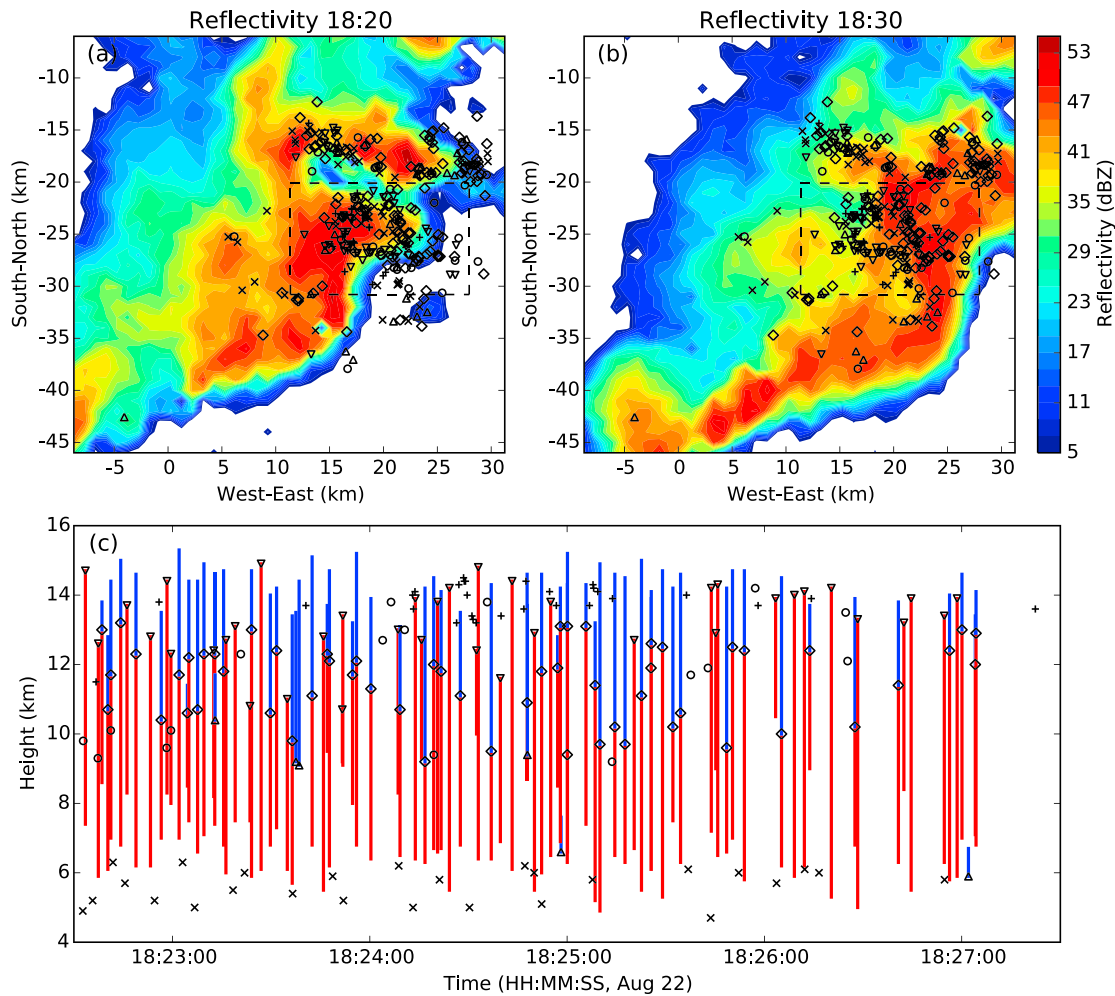 Reflectivity 18:20
Reflectivity 18:30
(a)
(b)
-10
-15
-20
-25
-30
-35
-40
-45
South-North (km)
-5 0 5 10 15 20 25 30
West-East (km)
-10
-15
-20
-25
-30
-35
-40
-45
South-North (km)
-5 0 5 10 15 20 25 30
West-East (km)
53
47
41
35
29
23
17
11
5
Reflectivity (dBZ)
(c)
16
14
12
10
8
6
4
Height (km)
18:23:00 18:24:00 18:25:00 18:26:00 18:27:00
Time (HH:MM:SS, Aug 22)